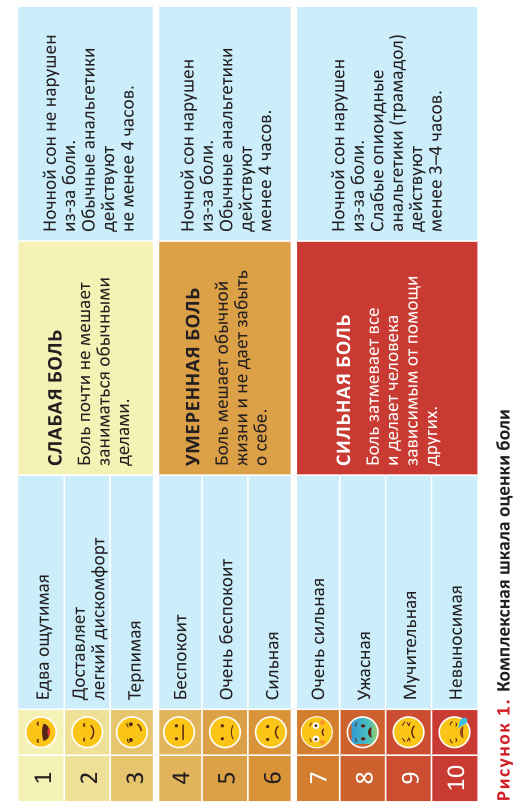 1
Едва ощутимая
2
Доставляет
легкий дискомфорт
3
Терпимая
СЛАБАЯ БОЛЬ
Боль почти не мешает
заниматься обычными
делами.
Ночной сон не нарушен
из-за боли.
Обычные анальгетики
действуют
не менее 4 часов.
4
Беспокоит
5
Очень беспокоит
6
Сильная
УМЕРЕННАЯ БОЛЬ
Боль мешает обычной
жизни и не дает забыть
о себе.
Ночной сон нарушен
из-за боли.
Обычные анальгетики
действуют
менее 4 часов.
7
Очень сильная
8
Ужасная
9
Мучительная
10
Невыносимая
СИЛЬНАЯ БОЛЬ
Боль затмевает все
и делает человека
зависимым от помощи
других.
Ночной сон нарушен
из-за боли.
Слабые опиоидные
анальгетики (трамадол)
действуют
менее 3–4 часов.
Рисунок 1. Комплексная шкала оценки боли